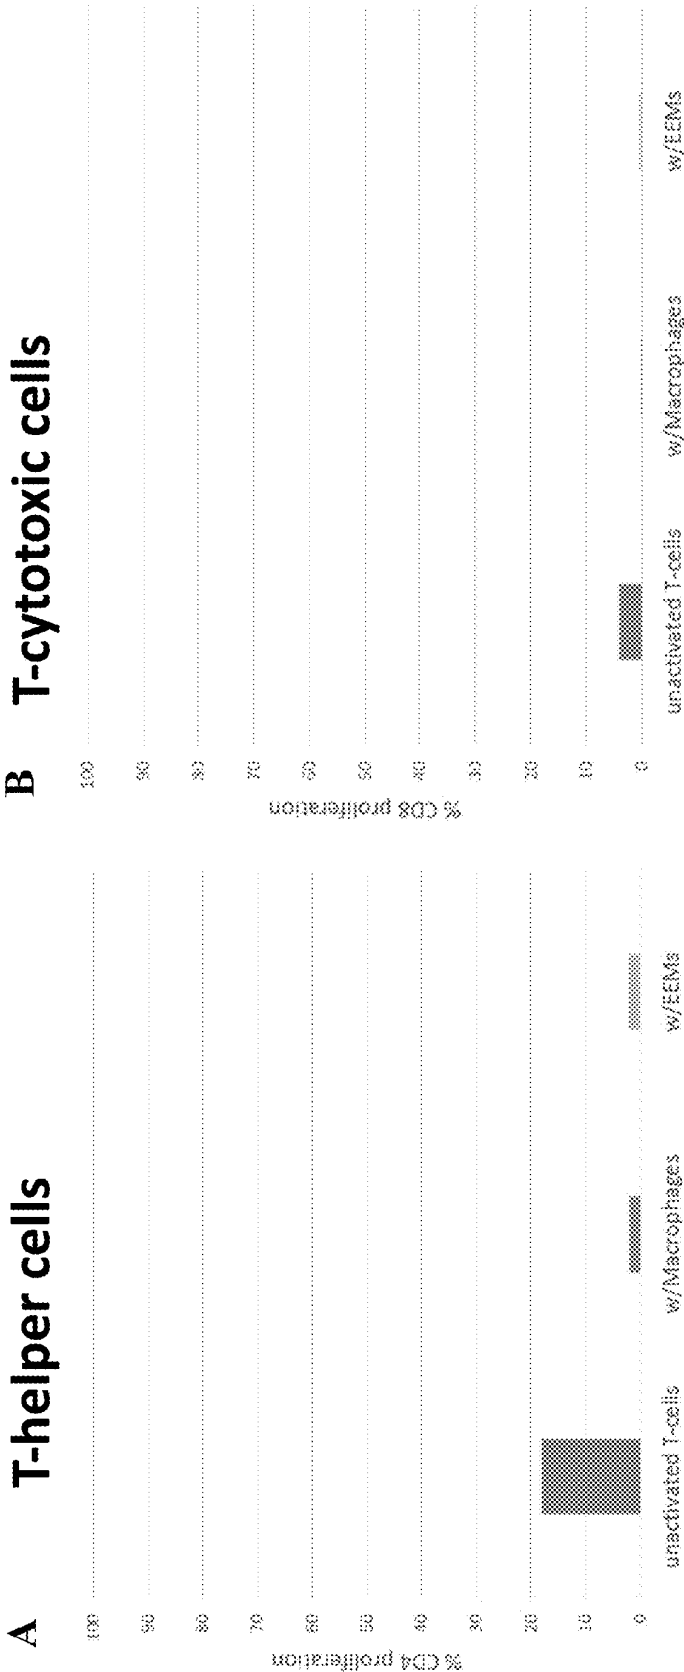 A
T-helper cells
% CD4 proliferation
100
90
80
70
60
50
40
30
20
10
0
unactivated T-cells
w/Macrophages
w/EEMs
B
T-cytotoxic cells
% CD8 proliferation
100
90
80
70
60
50
40
30
20
10
0
unactivated T-cells
w/Macrophages
w/EEMs